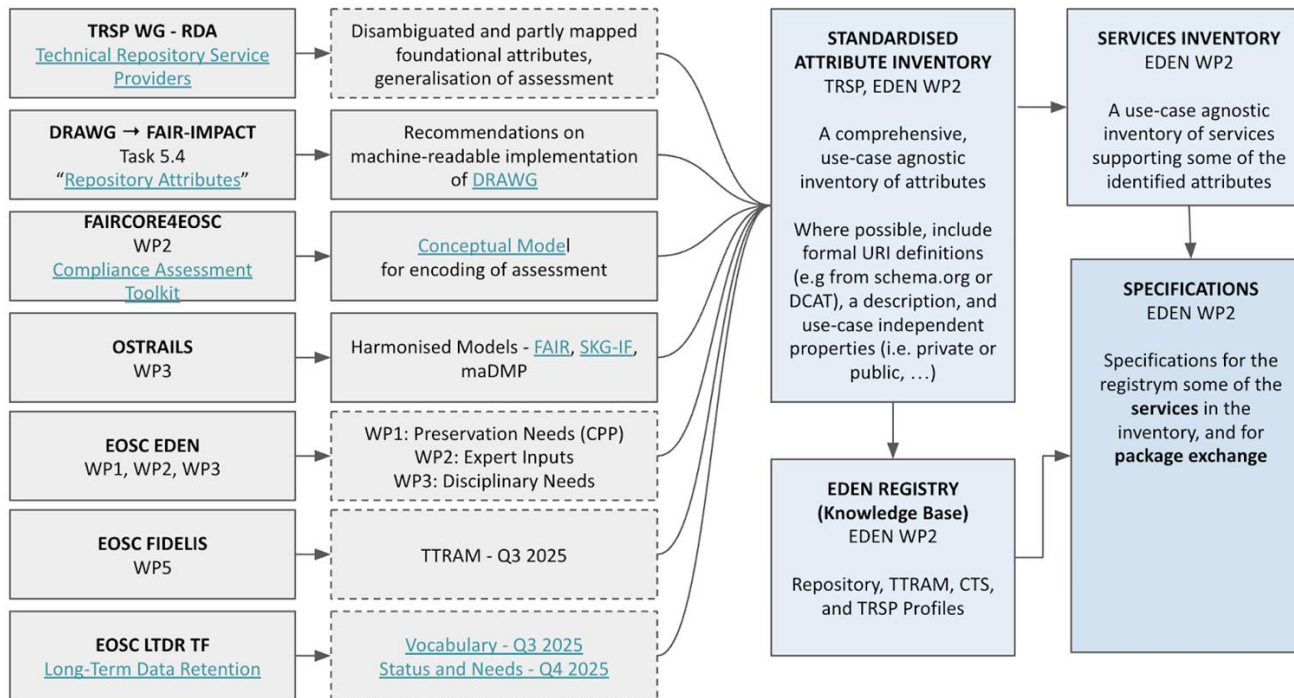 TRSP WG - RDA
Technical Repository Service
Providers
Disambiguated and partly mapped
foundational attributes,
generalisation of assessment
DRAWG → FAIR-IMPACT
Task 5.4
“Repository Attributes”
Recommendations on
machine-readable implementation
of DRAWG
FAIRCORE4EOSC
WP2
Compliance Assessment
Toolkit
Conceptual Model
for encoding of assessment
OSTRAILS
WP3
Harmonised Models - FAIR, SKG-IF,
maDMP
EOSC EDEN
WP1, WP2, WP3
WP1: Preservation Needs (CPP)
WP2: Expert Inputs
WP3: Disciplinary Needs
EOSC FIDELIS
WP5
TTRAM - Q3 2025
EOSC LTDR TF
Long-Term Data Retention
Vocabulary - Q3 2025
Status and Needs - Q4 2025
STANDARDISED
ATTRIBUTE INVENTORY
TRSP, EDEN WP2
A comprehensive,
use-case agnostic
inventory of attributes
Where possible, include
formal URI definitions
(e.g from schema.org or
DCAT), a description, and
use-case independent
properties (i.e. private or
public, …)
EDEN REGISTRY
(Knowledge Base)
EDEN WP2
Repository, TTRAM, CTS,
and TRSP Profiles
SERVICES INVENTORY
EDEN WP2
A use-case agnostic
inventory of services
supporting some of the
identified attributes
SPECIFICATIONS
EDEN WP2
Specifications for the
registrym some of the
services in the
inventory, and for
package exchange